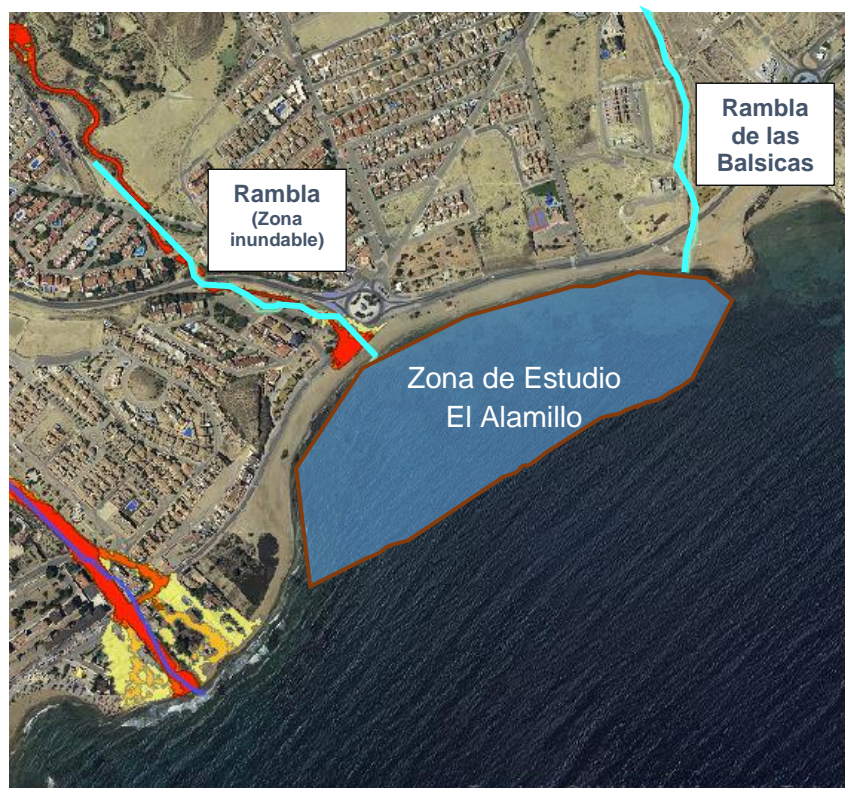 Rambla
de las
Balsicas
Rambla
(Zona
inundable)
Zona de Estudio
El Alamillo